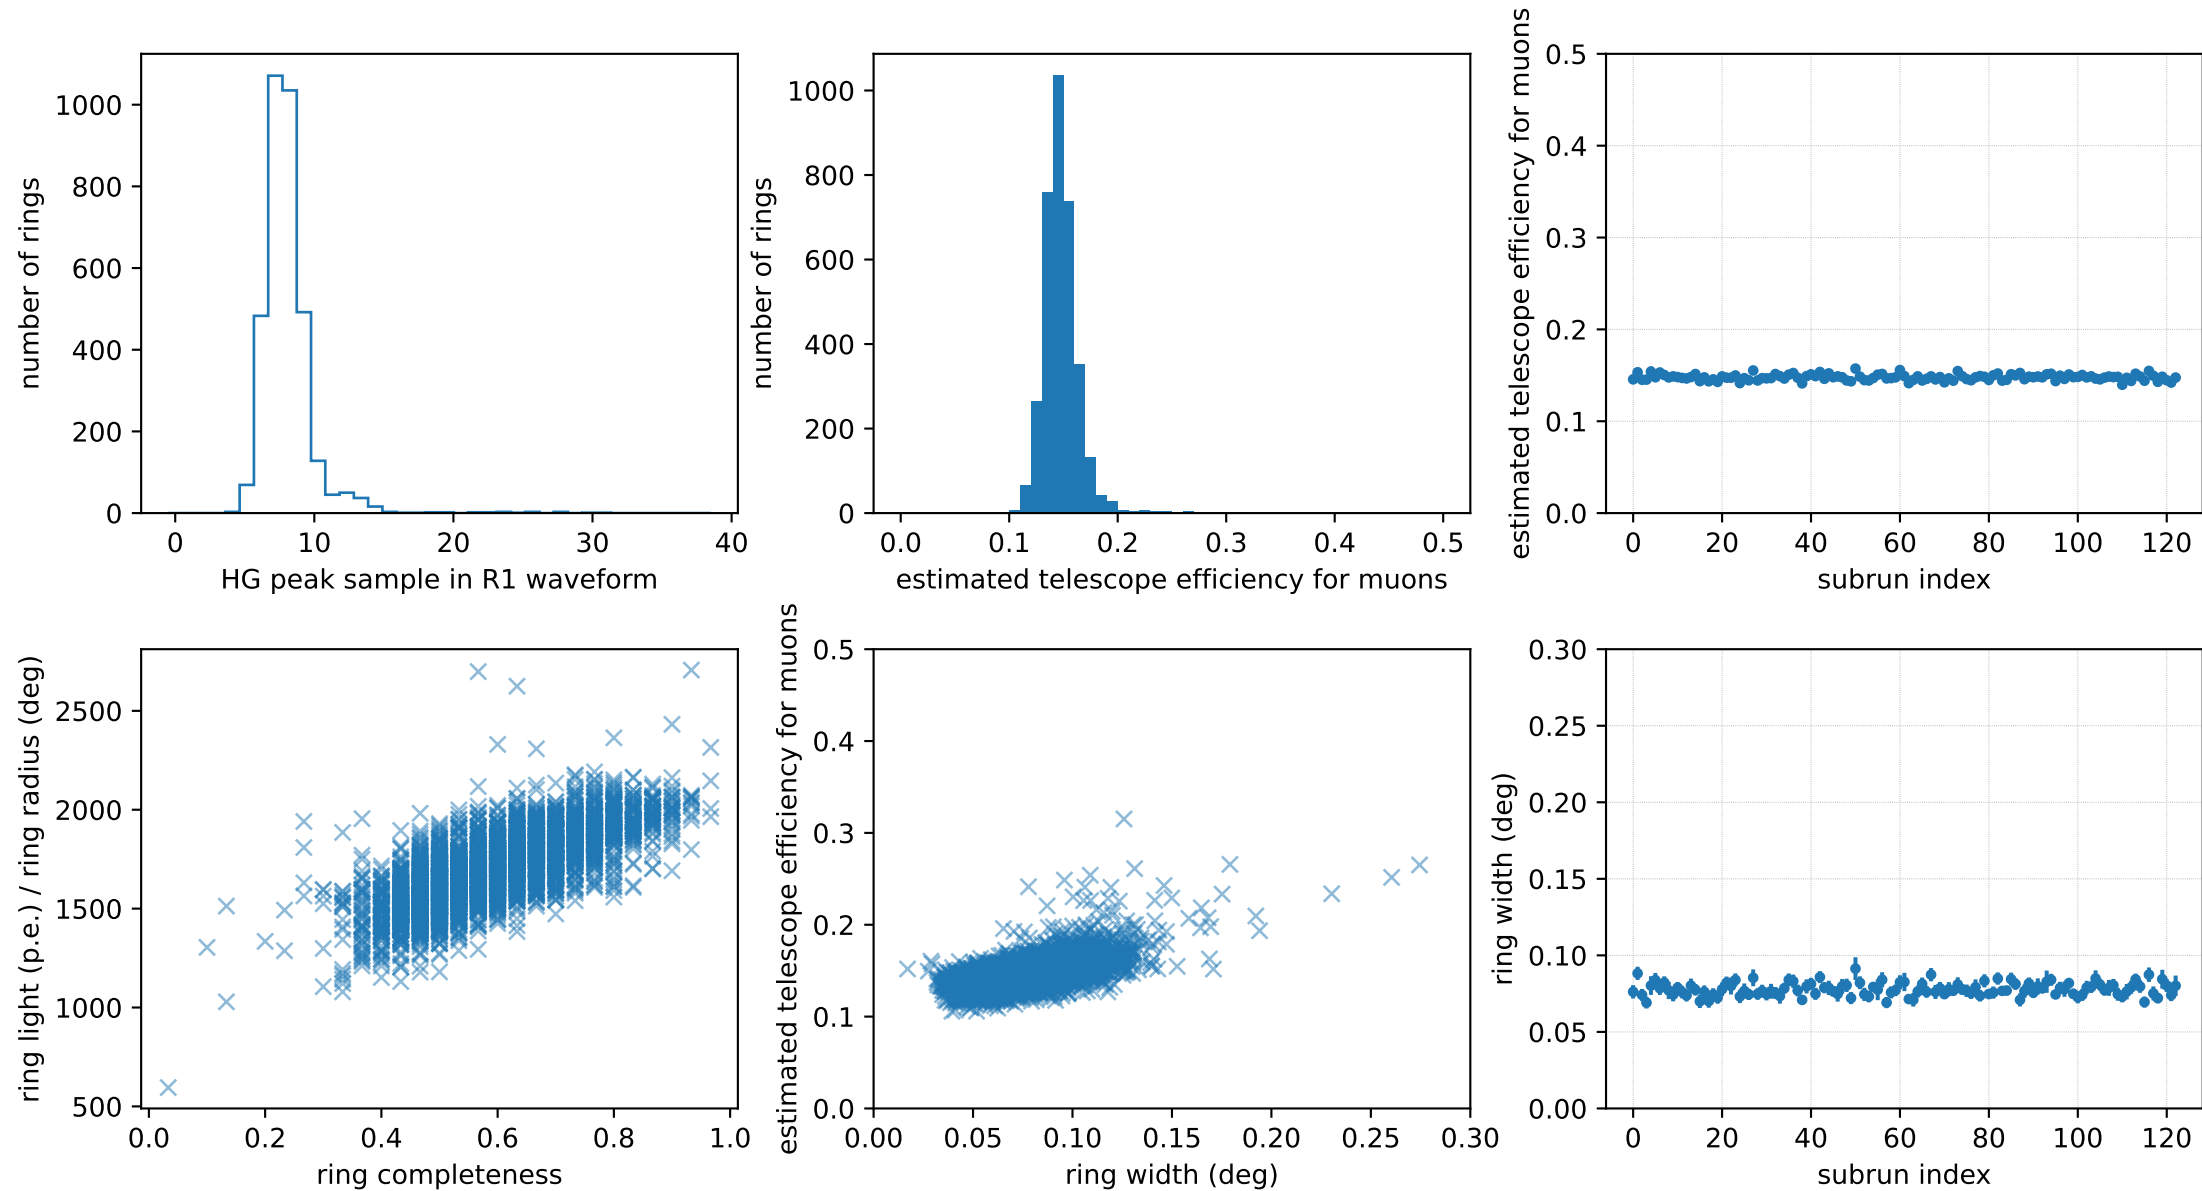 number of rings
1000
800
600
400
200
0
0 10 20 30 40
HG peak sample in R1 waveform
number of rings
1000
800
600
400
200
0
0.0 0.1 0.2 0.3 0.4 0.5
estimated telescope efficiency for muons
estimated telescope efficiency for muons
0.5
0.4
0.3
0.2
0.1
0.0
0 20 40 60 80 100 120
subrun index
ring light (p.e.) / ring radius (deg)
2500
2000
1500
1000
500
0.0 0.2 0.4 0.6 0.8 1.0
ring completeness
estimated telescope efficiency for muons
0.5
0.4
0.3
0.2
0.1
0.0
0.00 0.05 0.10 0.15 0.20 0.25 0.30
ring width (deg)
ring width (deg)
0.30
0.25
0.20
0.15
0.10
0.05
0.00
0 20 40 60 80 100 120
subrun index